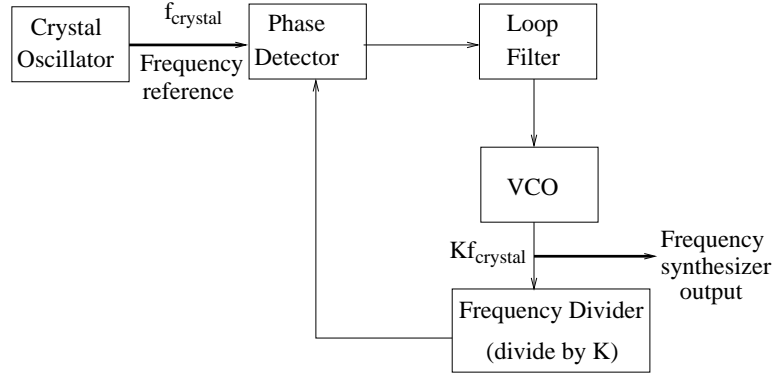 Crystal
Oscillator
f_crystal
Frequency
reference
Phase
Detector
Loop
Filter
VCO
Kf_crystal
Frequency
synthesizer
output
Frequency Divider
(divide by K)